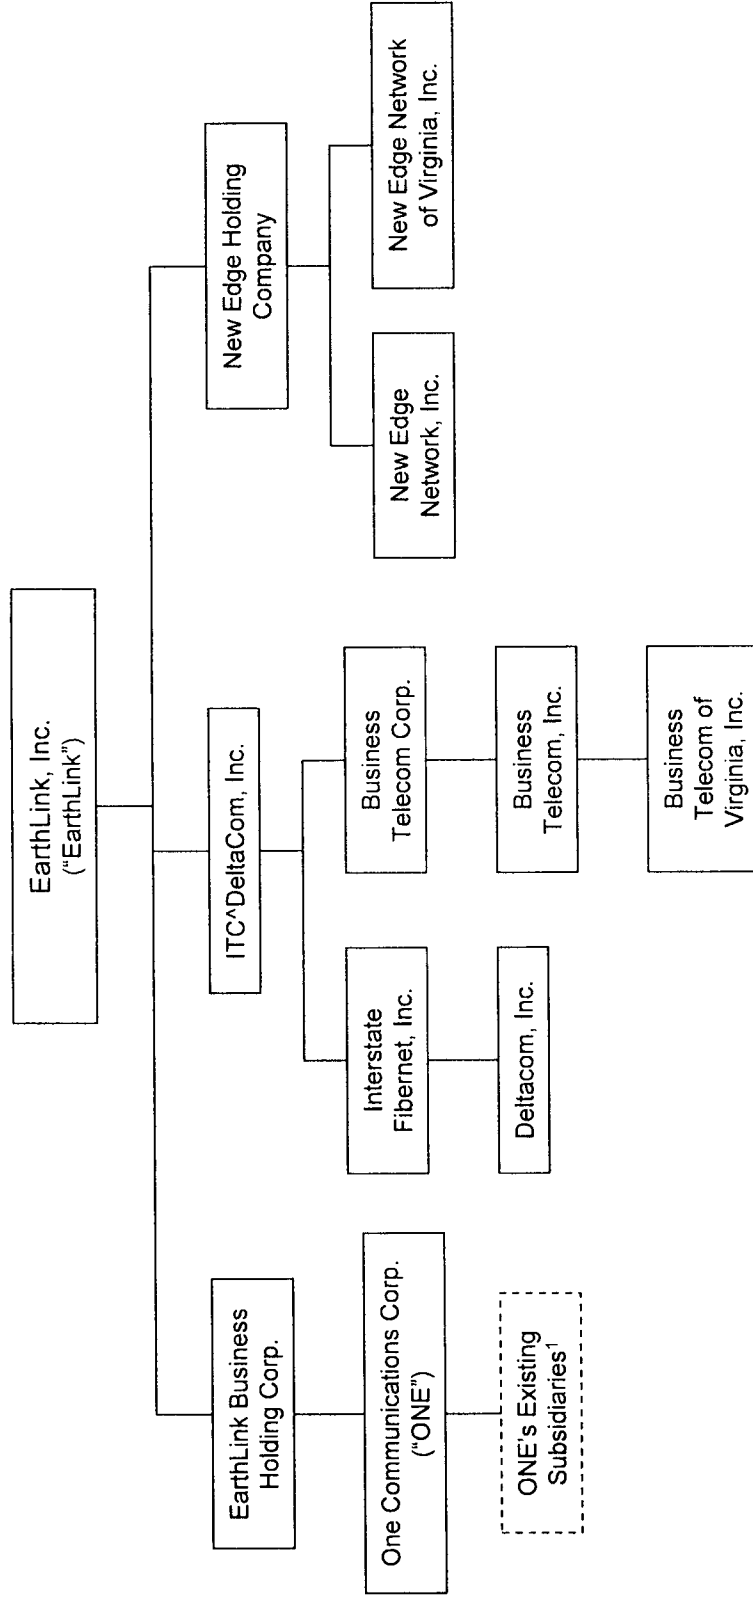 EarthLink, Inc.
("EarthLink")
EarthLink Business
Holding Corp.
ITC^DeltaCom, Inc.
New Edge Holding
Company
One Communications Corp.
("ONE")
Interstate
Fibernet, Inc.
Business
Telecom Corp.
New Edge
Network, Inc.
New Edge Network
of Virginia, Inc.
ONE's Existing
Subsidiaries¹
Deltacom, Inc.
Business
Telecom, Inc.
Business
Telecom of
Virginia, Inc.